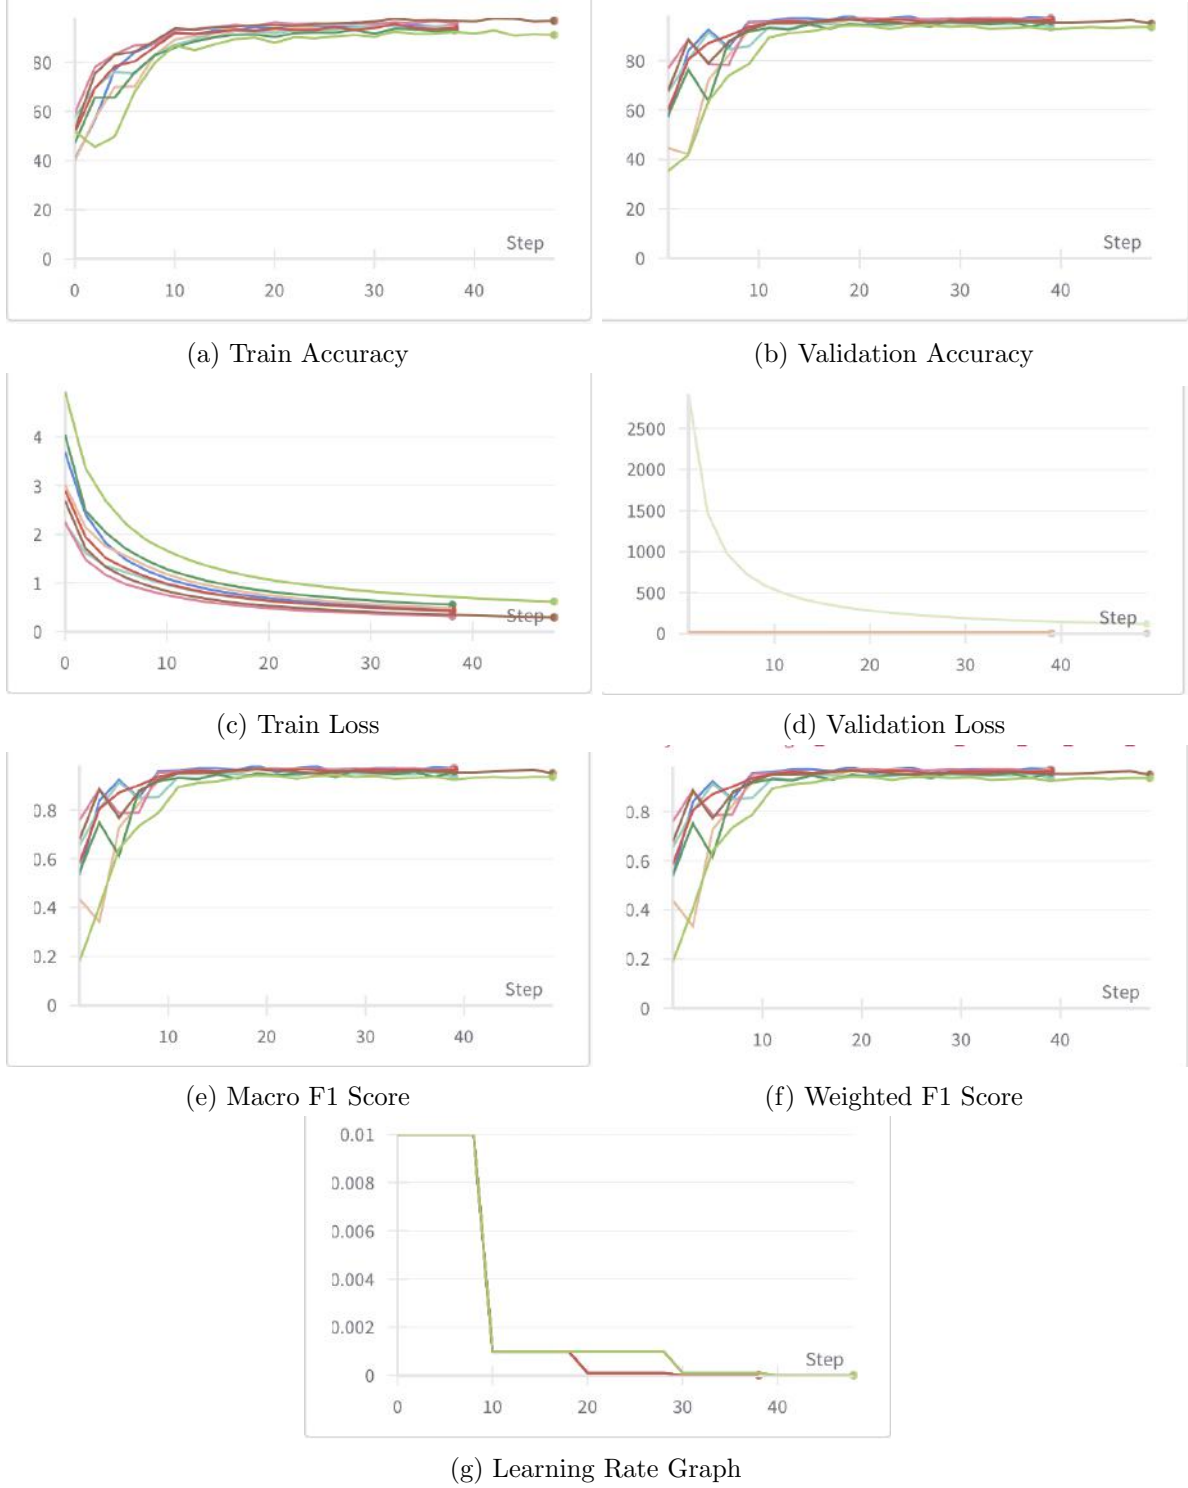 80
60
40
20
0
Step
0 10 20 30 40
(a) Train Accuracy
80
60
40
20
0
Step
10 20 30 40
(b) Validation Accuracy
4
3
2
1
0
Step
0 10 20 30 40
(c) Train Loss
2500
2000
1500
1000
500
0
Step
10 20 30 40
(d) Validation Loss
0.8
0.6
0.4
0.2
0
Step
10 20 30 40
(e) Macro F1 Score
0.8
0.6
0.4
0.2
0
Step
10 20 30 40
(f) Weighted F1 Score
0.01
0.008
0.006
0.004
0.002
0
Step
0 10 20 30 40
(g) Learning Rate Graph